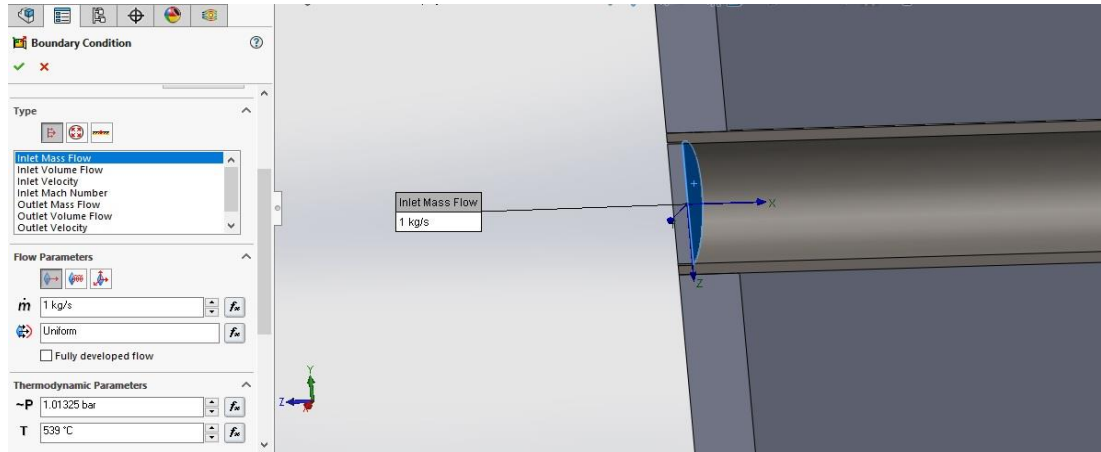 Boundary Condition
Type
Inlet Mass Flow
Inlet Volume Flow
Inlet Velocity
Inlet Mach Number
Outlet Mass Flow
Outlet Volume Flow
Outlet Velocity
Flow Parameters
ṁ 1 kg/s
Uniform
Fully developed flow
Thermodynamic Parameters
~P 1.01325 bar
T 539 °C
Inlet Mass Flow
1 kg/s
X
Z
Y
Z
X